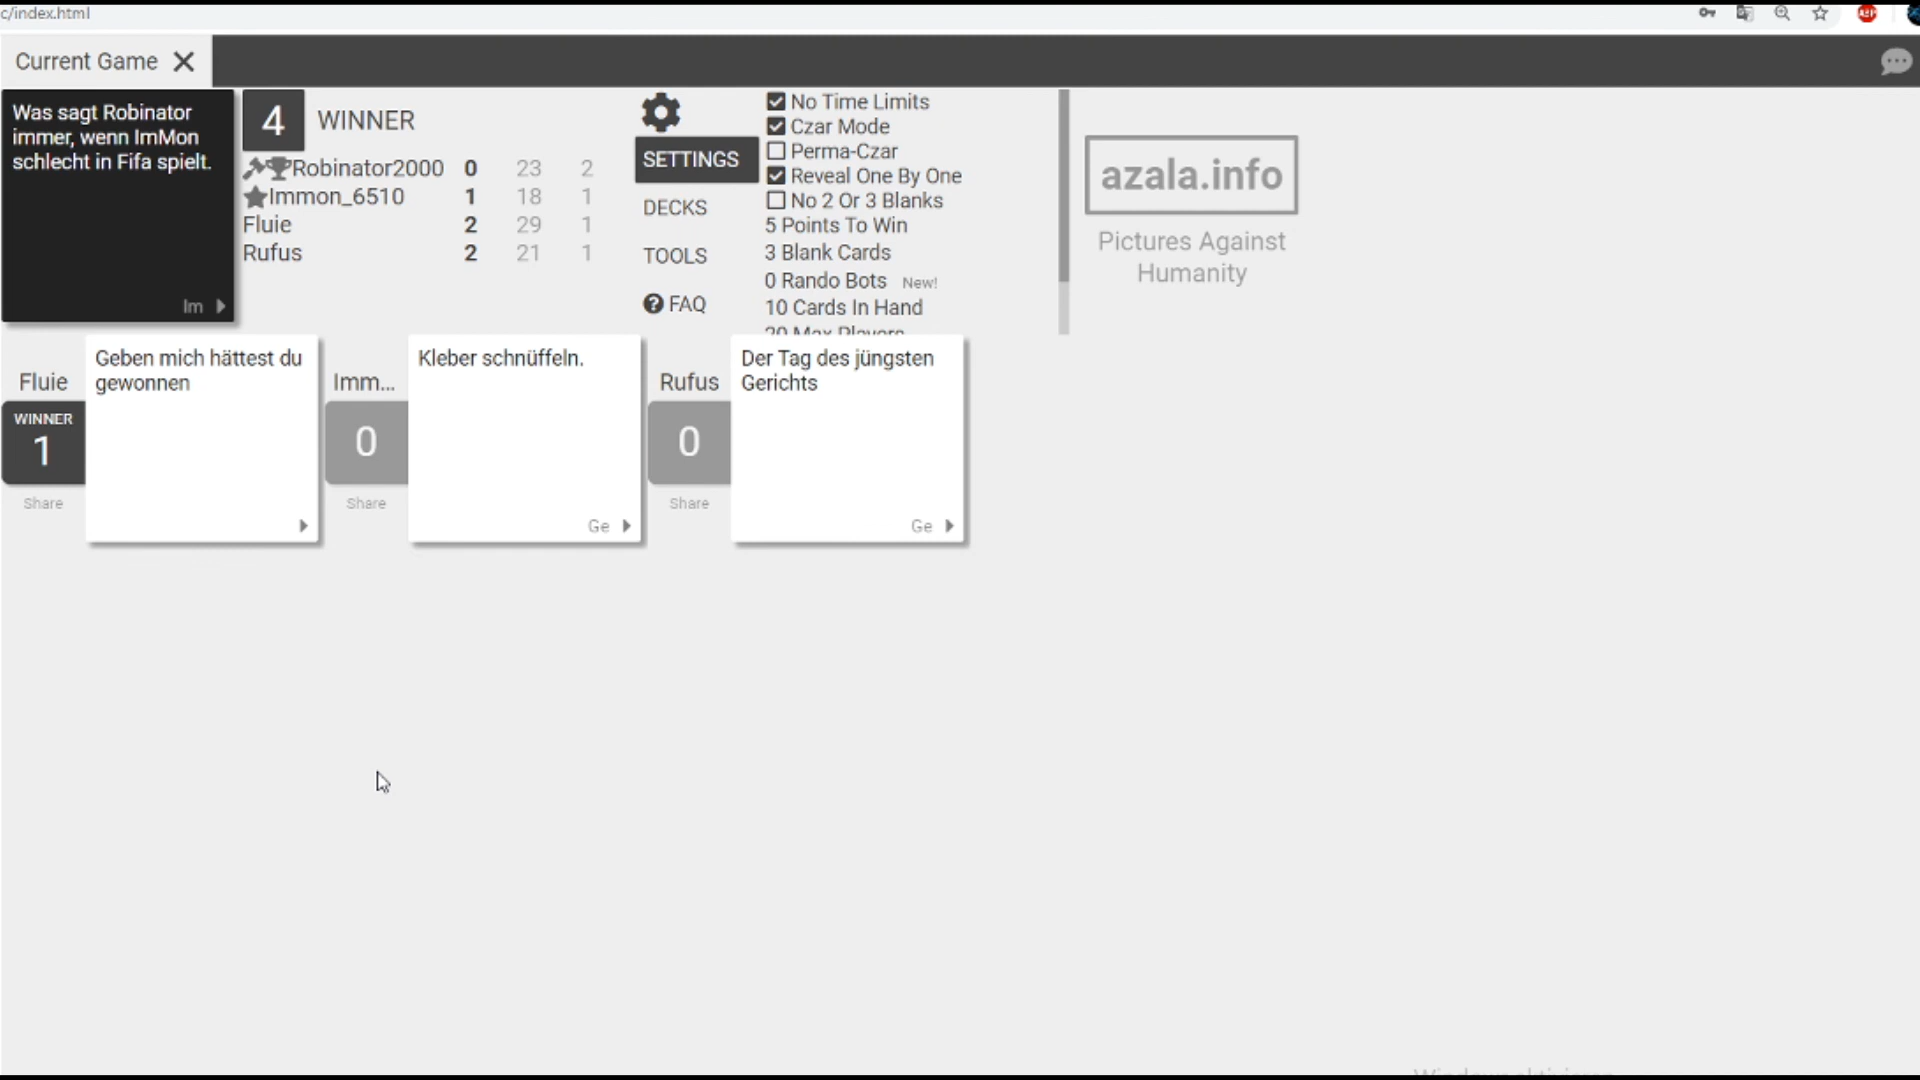 c/index.html
Current Game
Was sagt Robinator
immer, wenn ImMon
schlecht in Fifa spielt.
Im
4 WINNER
Robinator2000 0 23 2
Immon_6510 1 18 1
Fluie 2 29 1
Rufus 2 21 1
SETTINGS
DECKS
TOOLS
FAQ
No Time Limits
Czar Mode
Perma-Czar
Reveal One By One
No 2 Or 3 Blanks
5 Points To Win
3 Blank Cards
0 Rando Bots New!
10 Cards In Hand
20 Max Players
azala.info
Pictures Against
Humanity
Fluie
WINNER
1
Share
Geben mich hättest du
gewonnen
Imm...
0
Share
Kleber schnüffeln.
Ge
Rufus
0
Share
Der Tag des jüngsten
Gerichts
Ge